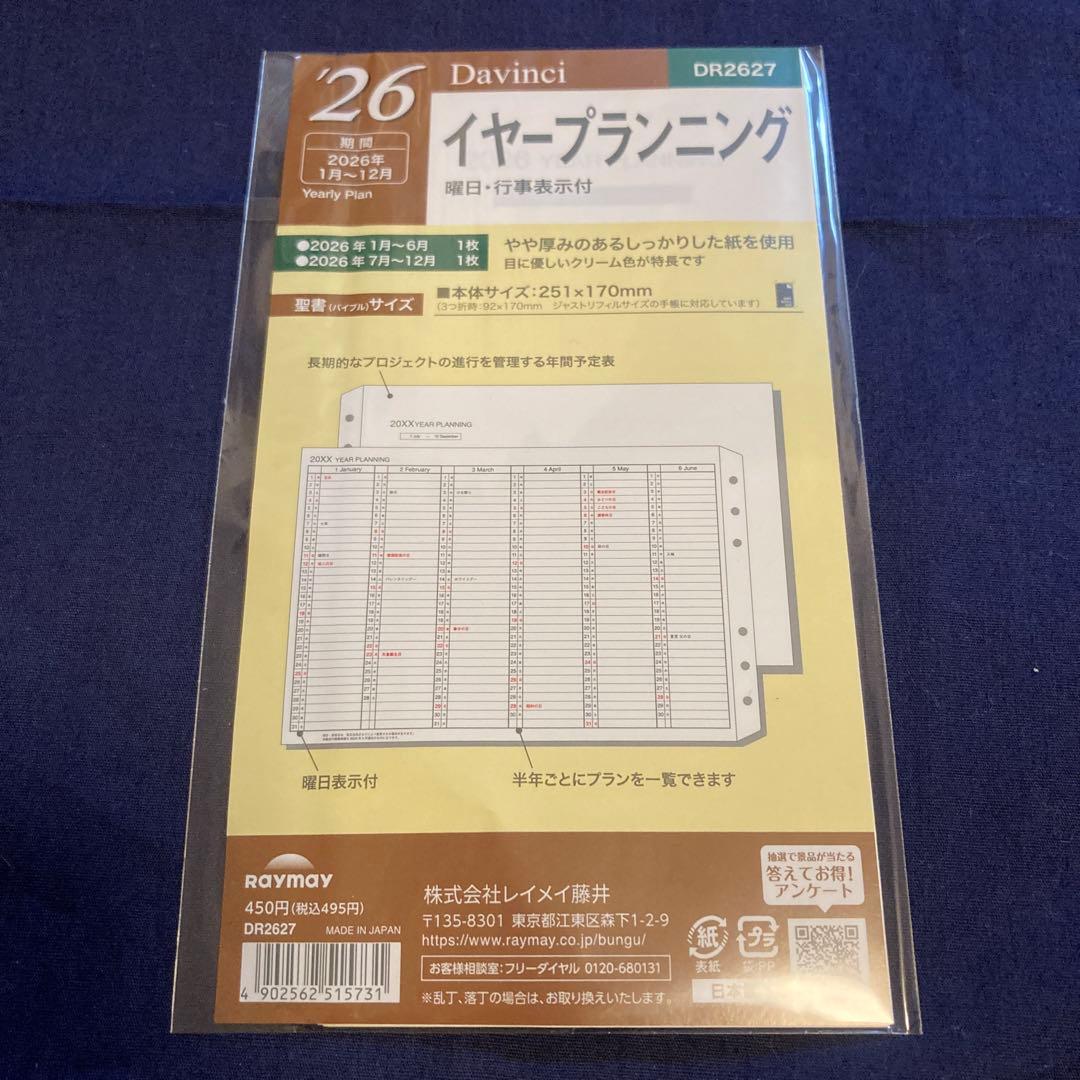 '26
Davinci
DR2627
期間
2026年
1月〜12月
Yearly Plan
イヤープランニング
曜日・行事表示付
●2026年1月〜6月 1枚
●2026年7月〜12月 1枚
やや厚みのあるしっかりした紙を使用
目に優しいクリーム色が特長です
聖書(バイブル)サイズ
■本体サイズ:251×170mm
(3つ折時:92×170mm ジャストリフィルサイズの手帳に対応しています)
長期的なプロジェクトの進行を管理する年間予定表
20XX YEAR PLANNING
7 July — 12 December
20XX YEAR PLANNING
1 January
2 February
3 March
4 April
5 May
6 June
曜日表示付
半年ごとにプランを一覧できます
RAYMAY
450円(税込495円)
DR2627
MADE IN JAPAN
4 902562 515731
株式会社レイメイ藤井
〒135-8301 東京都江東区森下1-2-9
https://www.raymay.co.jp/bungu/
お客様相談室:フリーダイヤル 0120-680131
※乱丁、落丁の場合は、お取り換えいたします。
抽選で景品が当たる
答えてお得!
アンケート
紙
表紙
プラ
袋:PP
日本